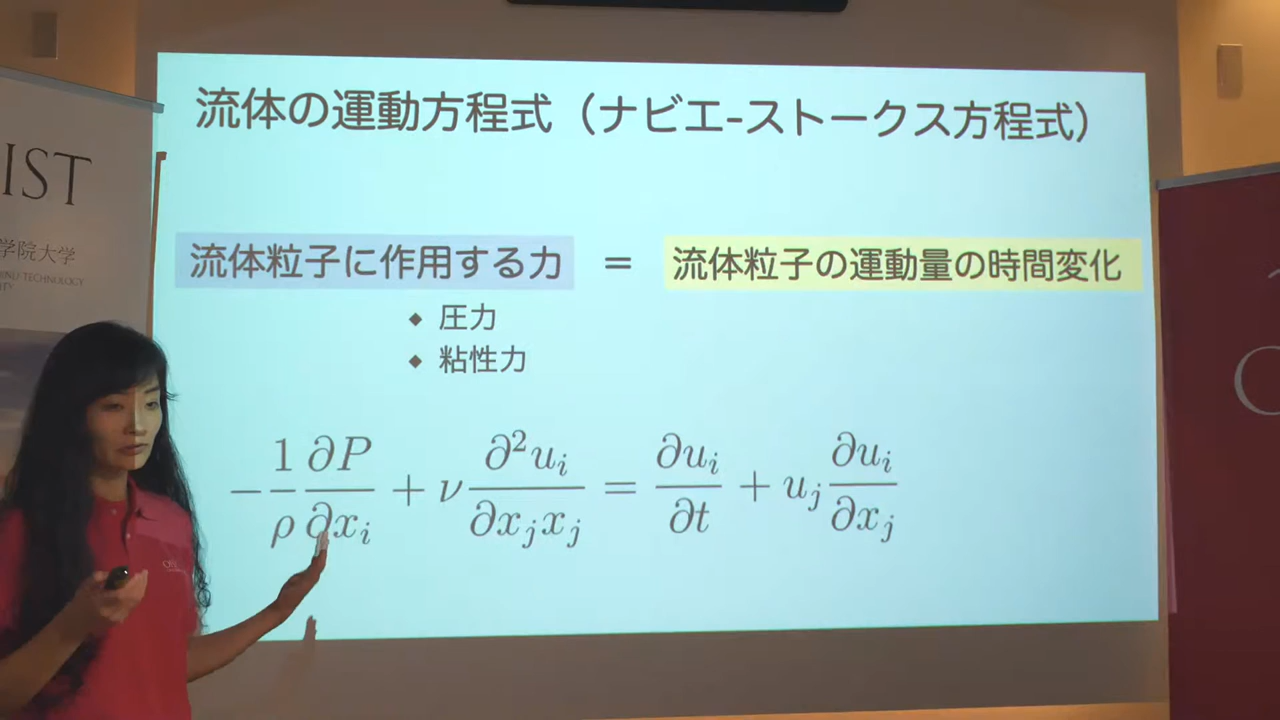 流体の運動方程式（ナビエ-ストークス方程式）
流体粒子に作用する力 = 流体粒子の運動量の時間変化
◆ 圧力
◆ 粘性力
$-\frac{1}{\rho}\frac{\partial P}{\partial x_i} + \nu\frac{\partial^2 u_i}{\partial x_j x_j} = \frac{\partial u_i}{\partial t} + u_j\frac{\partial u_i}{\partial x_j}$
IST
学院大学
TECHNOLOGY